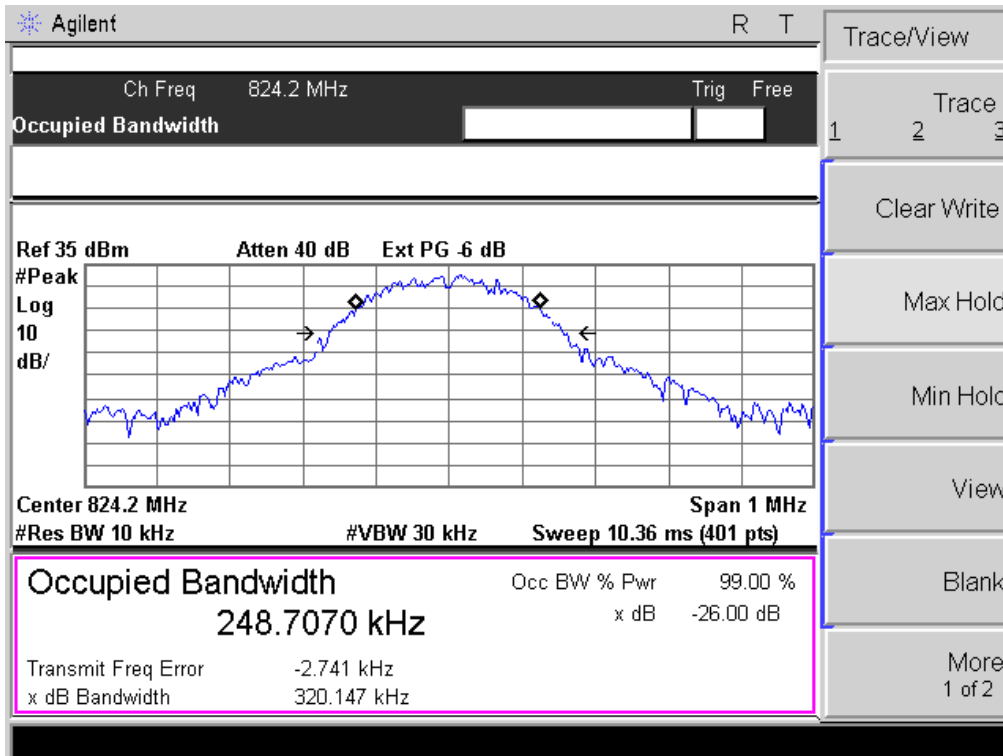 Agilent R T
Trace/View
Ch Freq 824.2 MHz Trig Free
Occupied Bandwidth
Trace
1 2 3
Clear Write
Ref 35 dBm Atten 40 dB Ext PG -6 dB
#Peak
Log
10
dB/
Max Hold
Min Hold
View
Center 824.2 MHz Span 1 MHz
#Res BW 10 kHz #VBW 30 kHz Sweep 10.36 ms (401 pts)
Occupied Bandwidth
248.7070 kHz
Occ BW % Pwr 99.00 %
x dB -26.00 dB
Transmit Freq Error -2.741 kHz
x dB Bandwidth 320.147 kHz
Blank
More
1 of 2